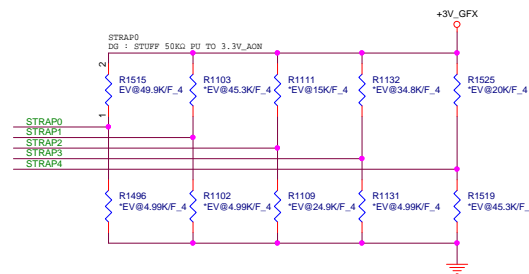 +3V_GFX
STRAP0
DG : STUFF 50KΩ PU TO 3.3V_AON
2
R1515
EV@49.9K/F_4
R1103
*EV@45.3K/F_4
R1111
*EV@15K/F_4
R1132
*EV@34.8K/F_4
R1525
*EV@20K/F_4
1
STRAP0
STRAP1
STRAP2
STRAP3
STRAP4
R1496
*EV@4.99K/F_4
R1102
*EV@4.99K/F_4
R1109
*EV@24.9K/F_4
R1131
*EV@4.99K/F_4
R1519
*EV@45.3K/F_